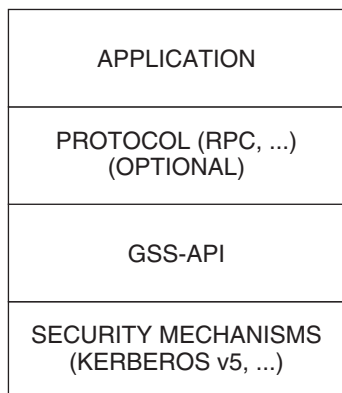 APPLICATION
PROTOCOL (RPC, ...)
(OPTIONAL)
GSS-API
SECURITY MECHANISMS
(KERBEROS v5, ...)